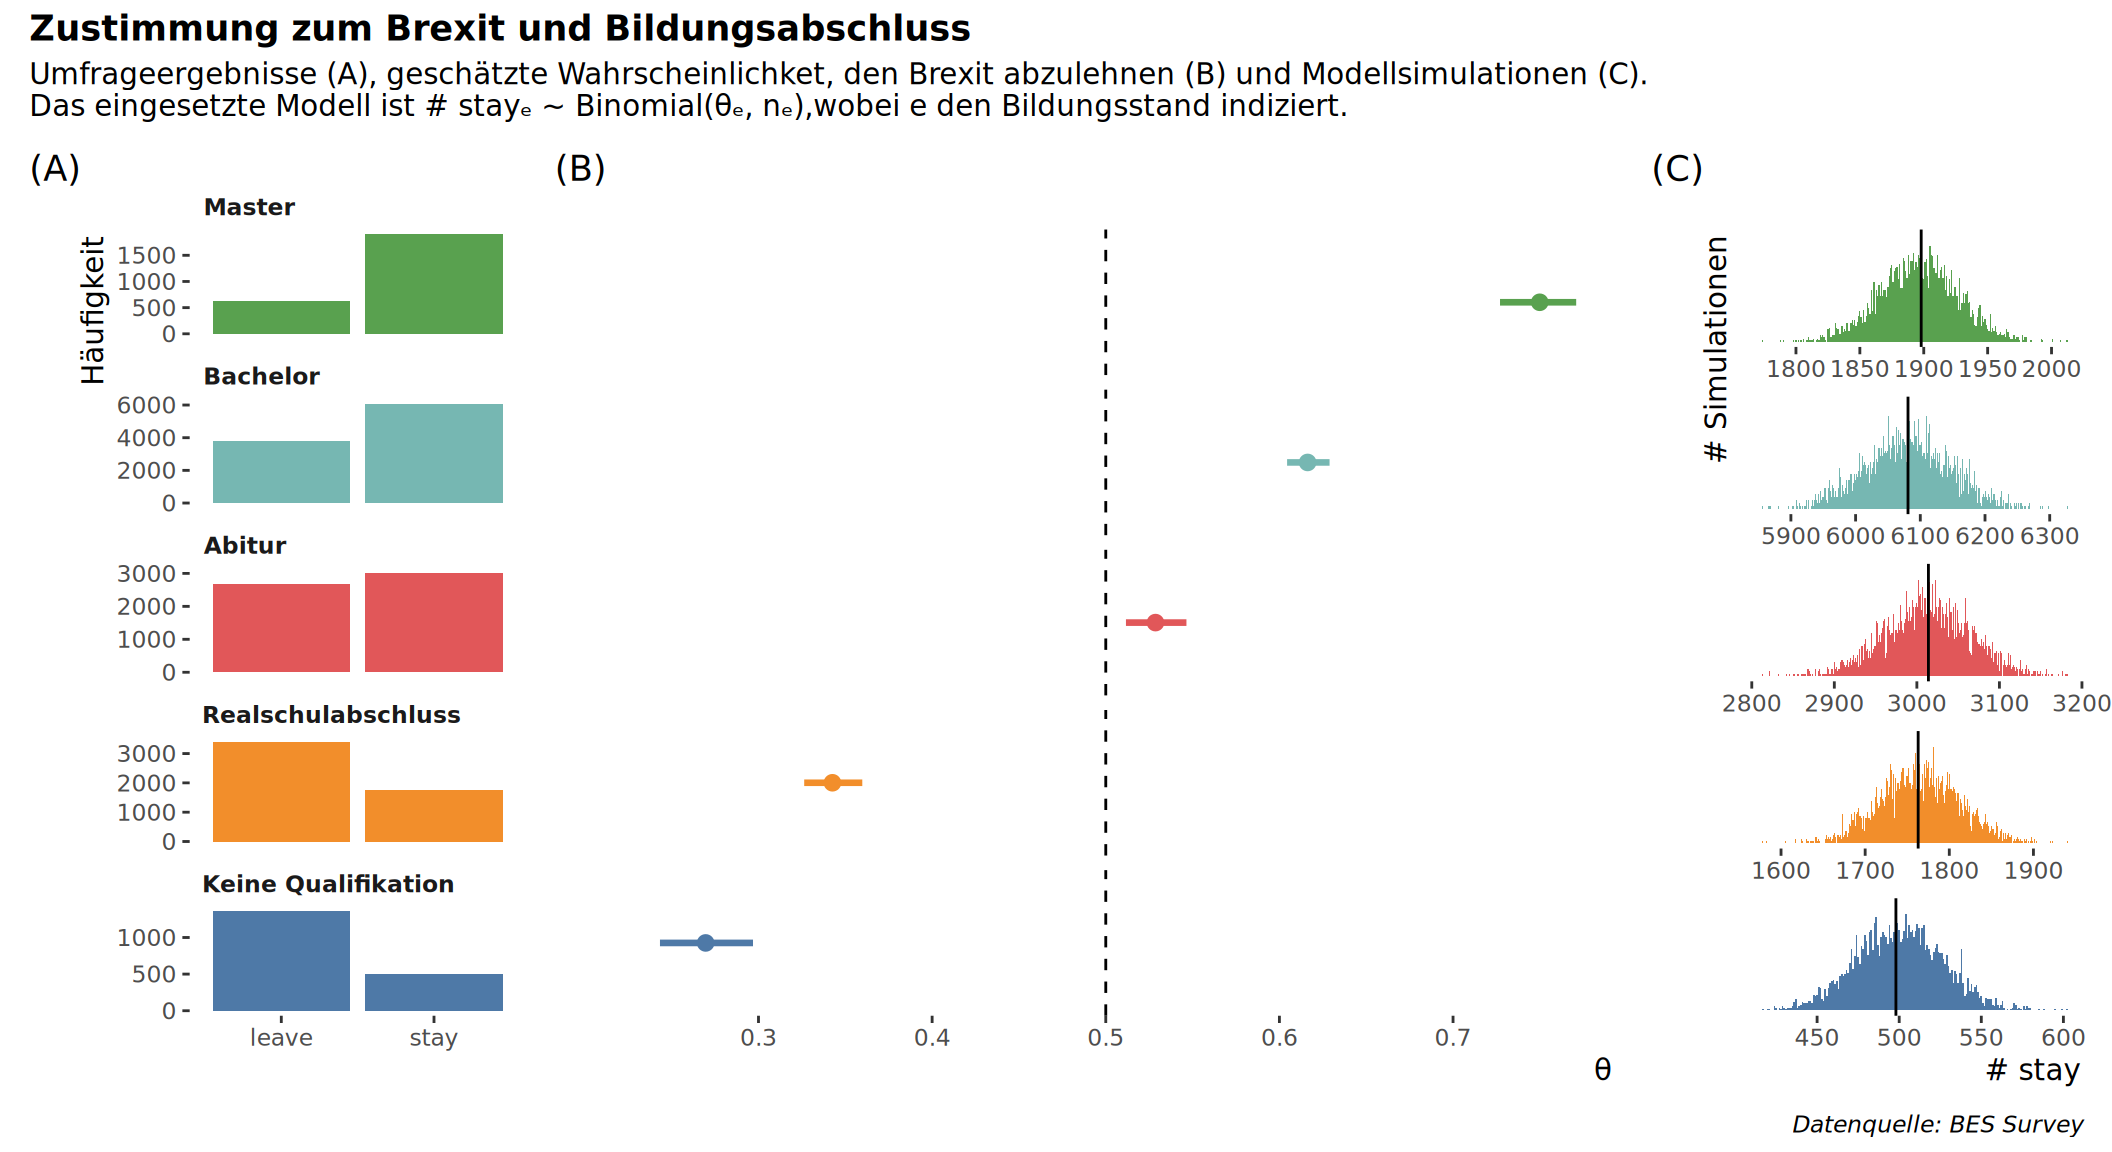 Zustimmung zum Brexit und Bildungsabschluss
Umfrageergebnisse (A), geschätzte Wahrscheinlichket, den Brexit abzulehnen (B) und Modellsimulationen (C).
Das eingesetzte Modell ist # stayₑ ~ Binomial(θₑ, nₑ),wobei e den Bildungsstand indiziert.
(A)
Häufigkeit
Master
1500
1000
500
0
Bachelor
6000
4000
2000
0
Abitur
3000
2000
1000
0
Realschulabschluss
3000
2000
1000
0
Keine Qualifikation
1000
500
0
leave stay
(B)
0.3 0.4 0.5 0.6 0.7
θ
(C)
# Simulationen
1800 1850 1900 1950 2000
5900 6000 6100 6200 6300
2800 2900 3000 3100 3200
1600 1700 1800 1900
450 500 550 600
# stay
Datenquelle: BES Survey